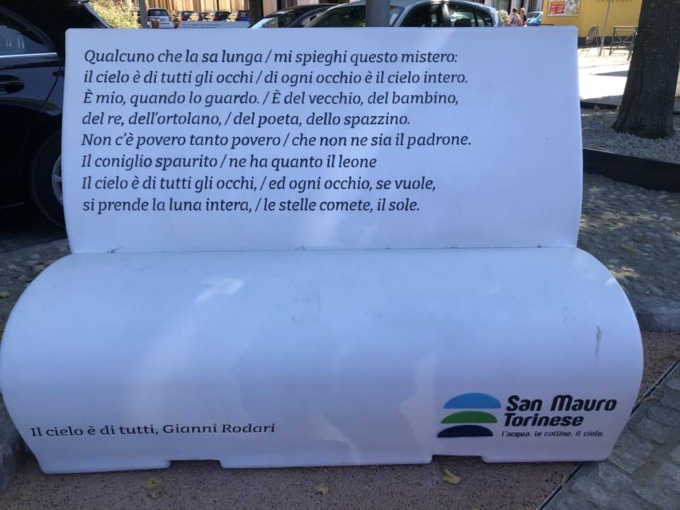 Qualcuno che la sa lunga / mi spieghi questo mistero:
il cielo è di tutti gli occhi / di ogni occhio è il cielo intero.
È mio, quando lo guardo. / È del vecchio, del bambino,
del re, dell'ortolano, / del poeta, dello spazzino.
Non c'è povero tanto povero / che non ne sia il padrone.
Il coniglio spaurito / ne ha quanto il leone
Il cielo è di tutti gli occhi, / ed ogni occhio, se vuole,
si prende la luna intera, / le stelle comete, il sole.
Il cielo è di tutti, Gianni Rodari
San Mauro
Torinese
l'acqua. le colline. il cielo.